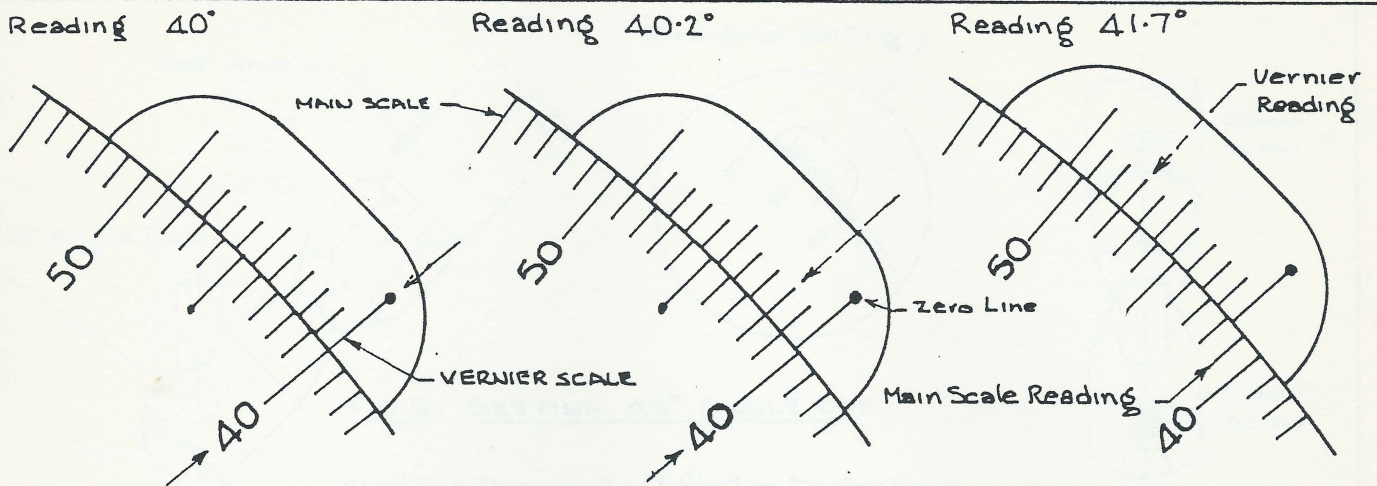 Reading 40°
Reading 40.2°
Reading 41.7°
MAIN SCALE
Vernier
Reading
50
50
50
Zero Line
VERNIER SCALE
Main Scale Reading
40
40
40